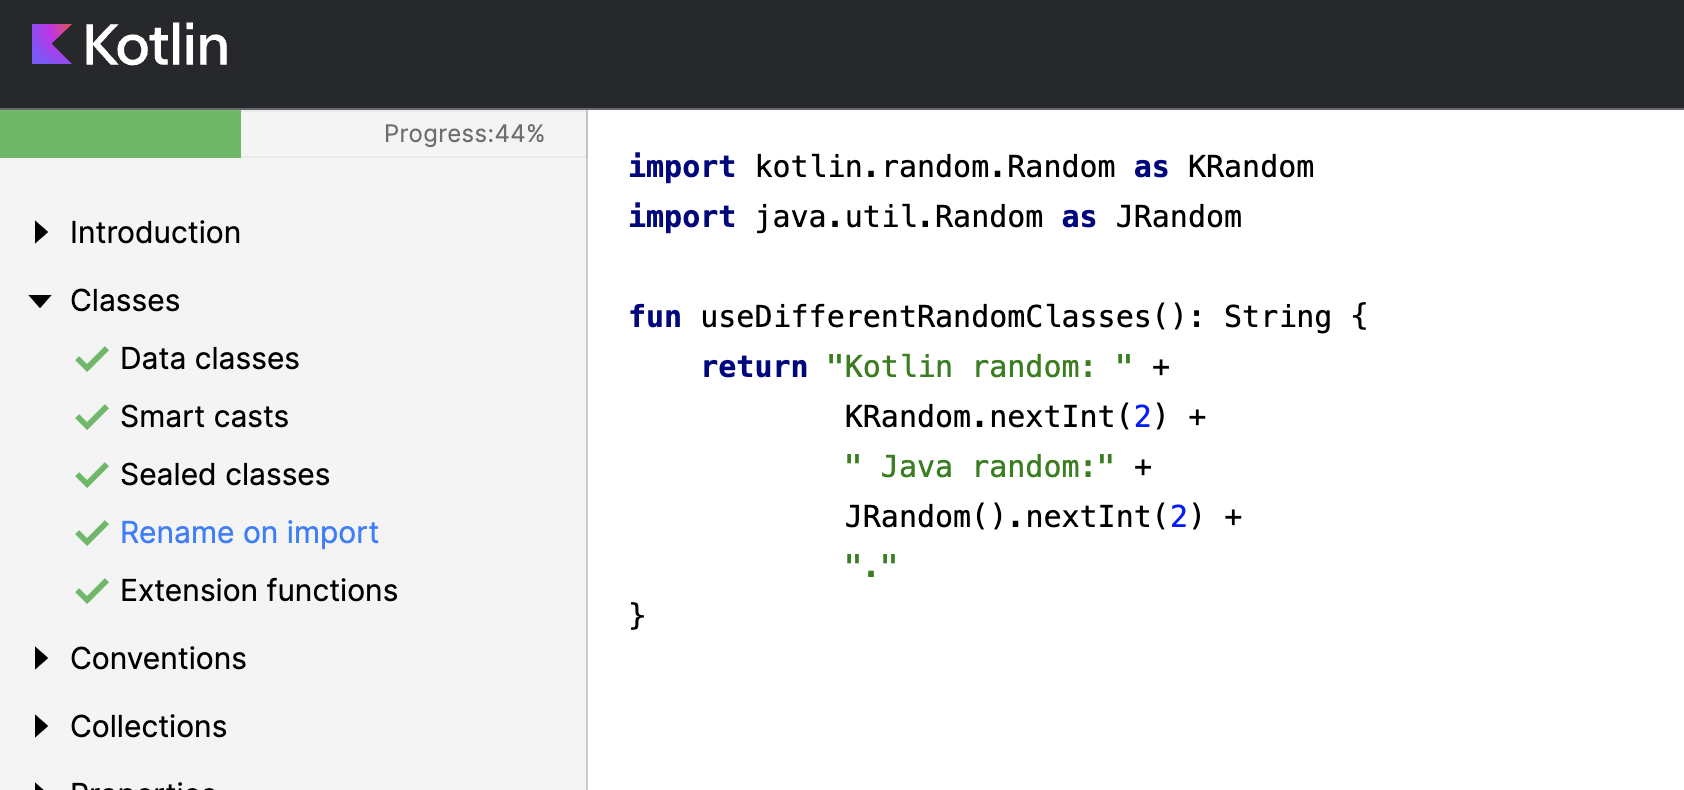 Kotlin
Progress:44%
Introduction
Classes
Data classes
Smart casts
Sealed classes
Rename on import
Extension functions
Conventions
Collections
Properties
import kotlin.random.Random as KRandom
import java.util.Random as JRandom
fun useDifferentRandomClasses(): String {
    return "Kotlin random: " +
            KRandom.nextInt(2) +
            " Java random:" +
            JRandom().nextInt(2) +
            "."
}